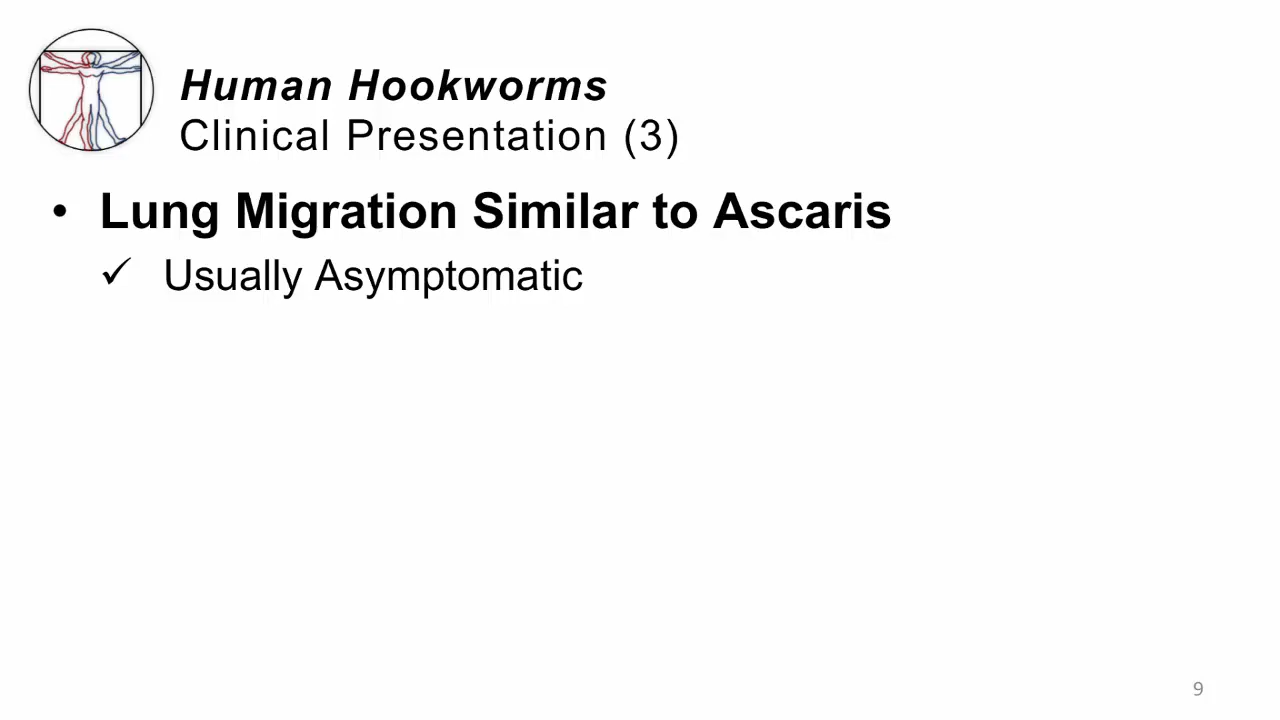 Human Hookworms
Clinical Presentation (3)
• Lung Migration Similar to Ascaris
✓ Usually Asymptomatic
9